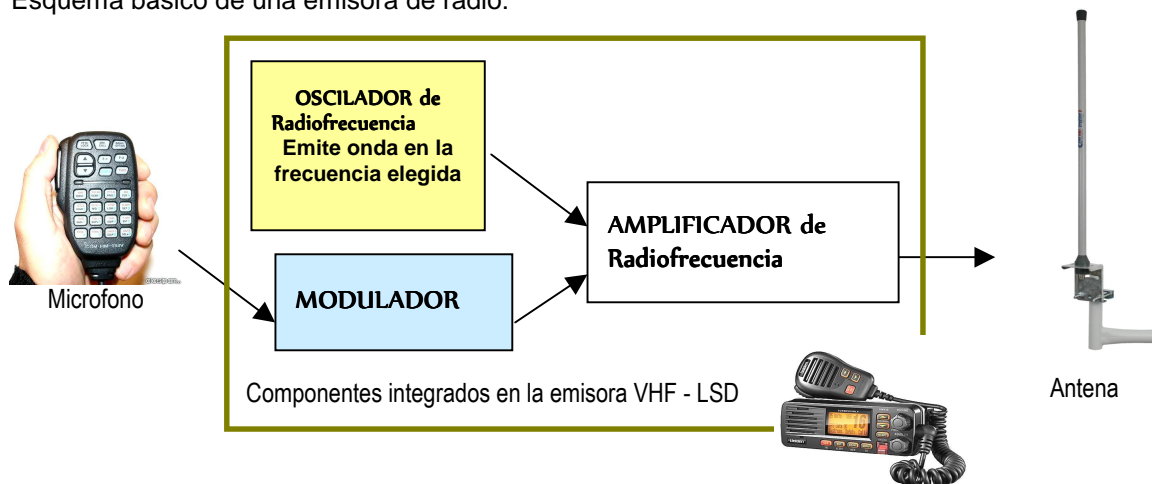 Esquema básico de una emisora de radio:
OSCILADOR de
Radiofrecuencia
Emite onda en la
frecuencia elegida
AMPLIFICADOR de
Radiofrecuencia
MODULADOR
Microfono
Componentes integrados en la emisora VHF - LSD
Antena
16